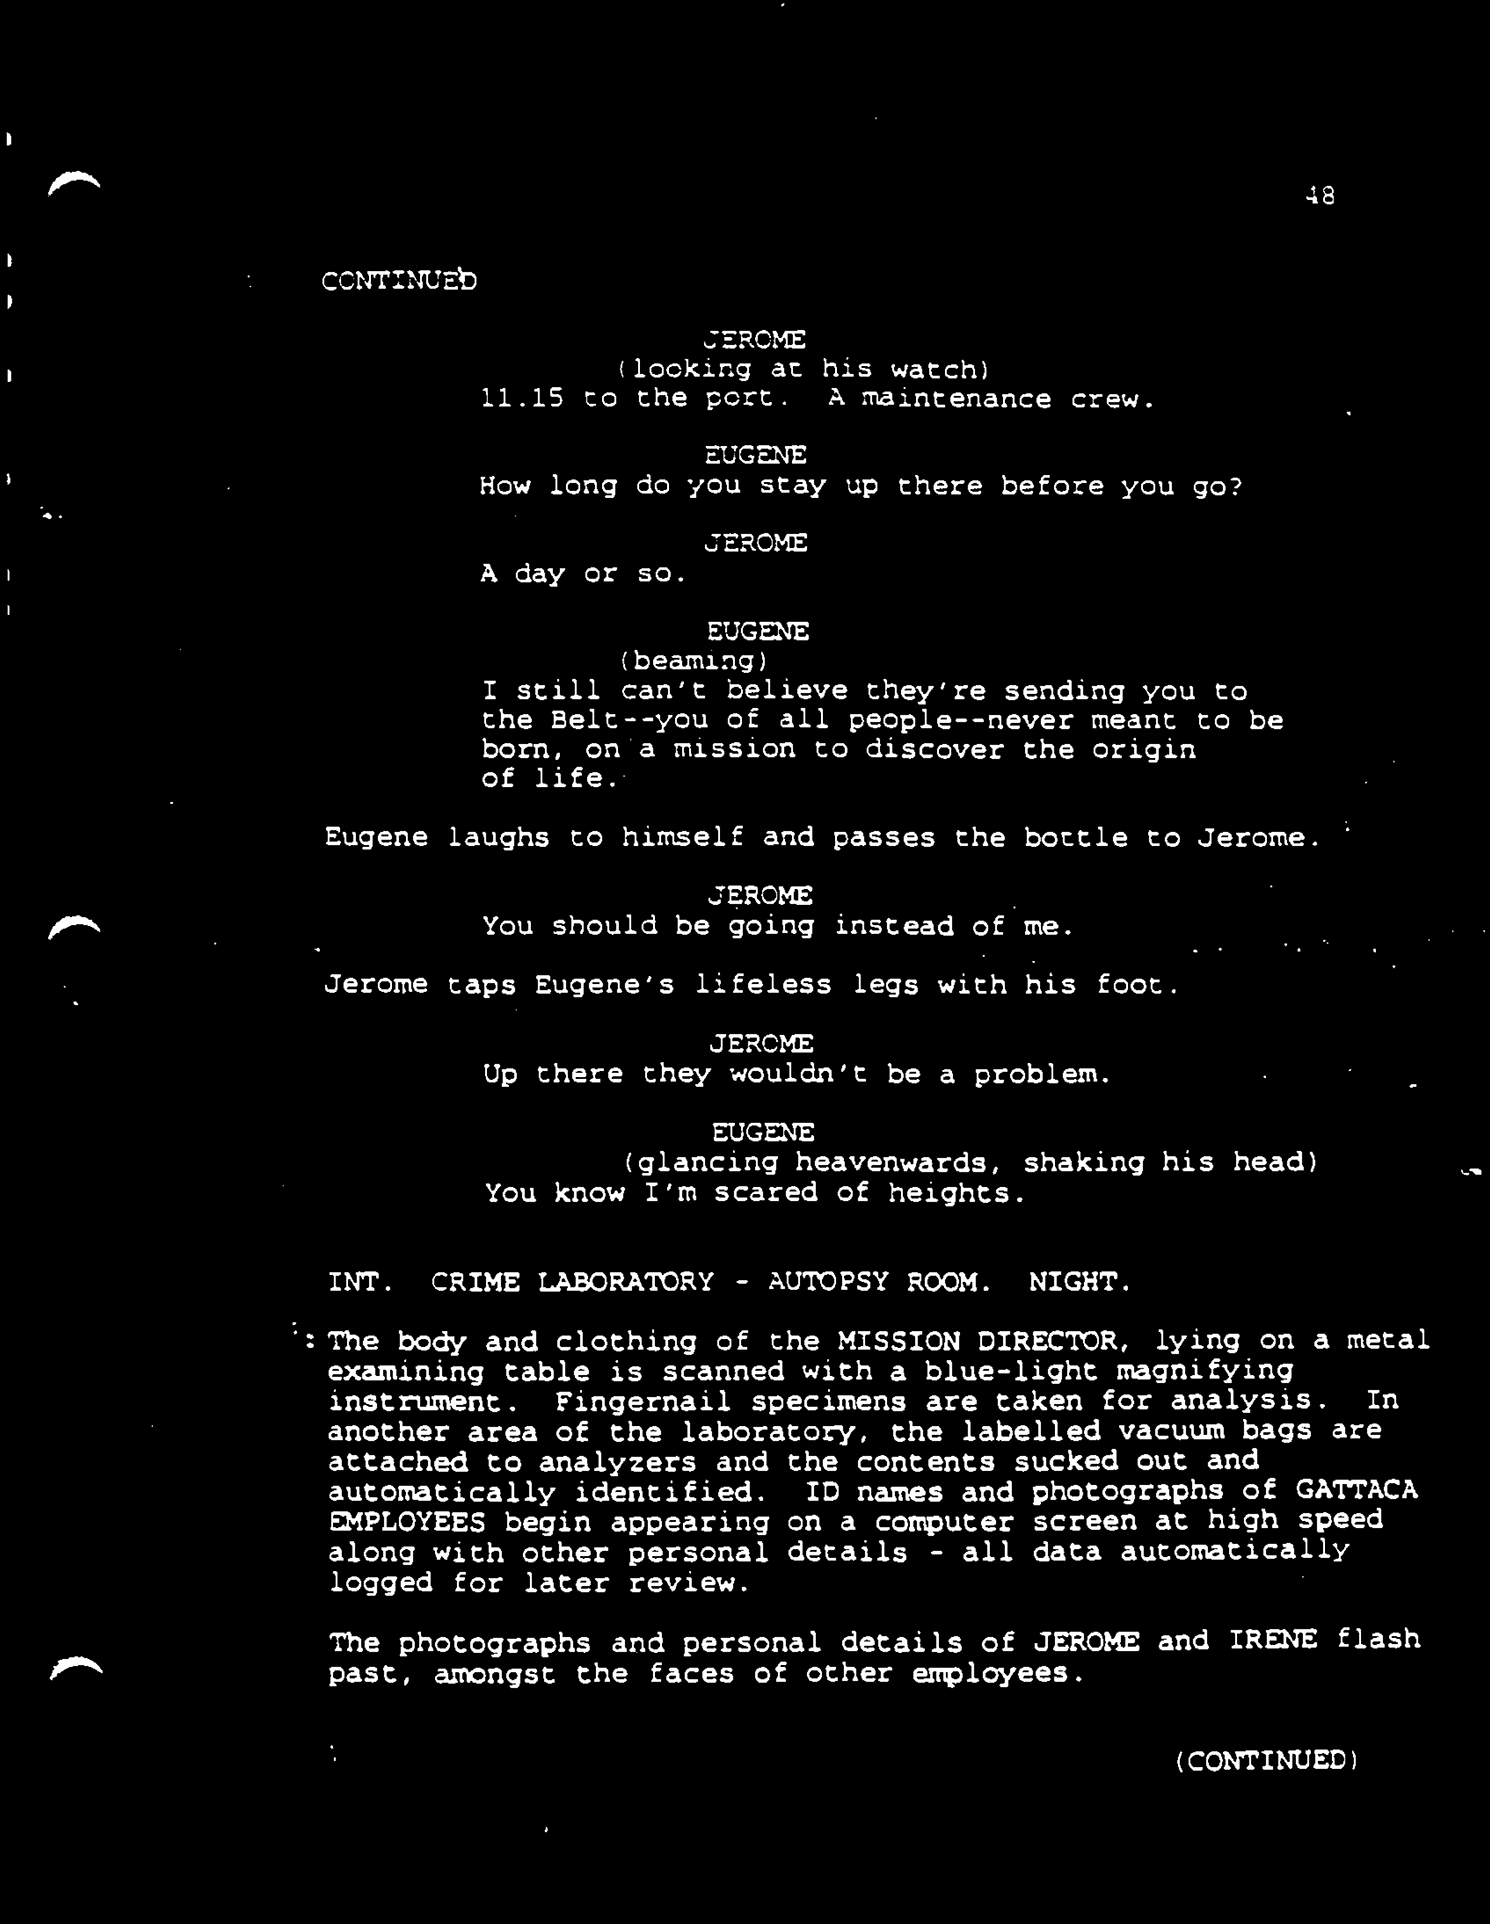 48
CONTINUED
JEROME
(looking at his watch)
11.15 to the port. A maintenance crew.
EUGENE
How long do you stay up there before you go?
JEROME
A day or so.
EUGENE
(beaming)
I still can't believe they're sending you to
the Belt--you of all people--never meant to be
born, on a mission to discover the origin
of life.
Eugene laughs to himself and passes the bottle to Jerome.
JEROME
You should be going instead of me.
Jerome taps Eugene's lifeless legs with his foot.
JEROME
Up there they wouldn't be a problem.
EUGENE
(glancing heavenwards, shaking his head)
You know I'm scared of heights.
INT. CRIME LABORATORY - AUTOPSY ROOM. NIGHT.
The body and clothing of the MISSION DIRECTOR, lying on a metal
examining table is scanned with a blue-light magnifying
instrument. Fingernail specimens are taken for analysis. In
another area of the laboratory, the labelled vacuum bags are
attached to analyzers and the contents sucked out and
automatically identified. ID names and photographs of GATTACA
EMPLOYEES begin appearing on a computer screen at high speed
along with other personal details - all data automatically
logged for later review.
The photographs and personal details of JEROME and IRENE flash
past, amongst the faces of other employees.
(CONTINUED)